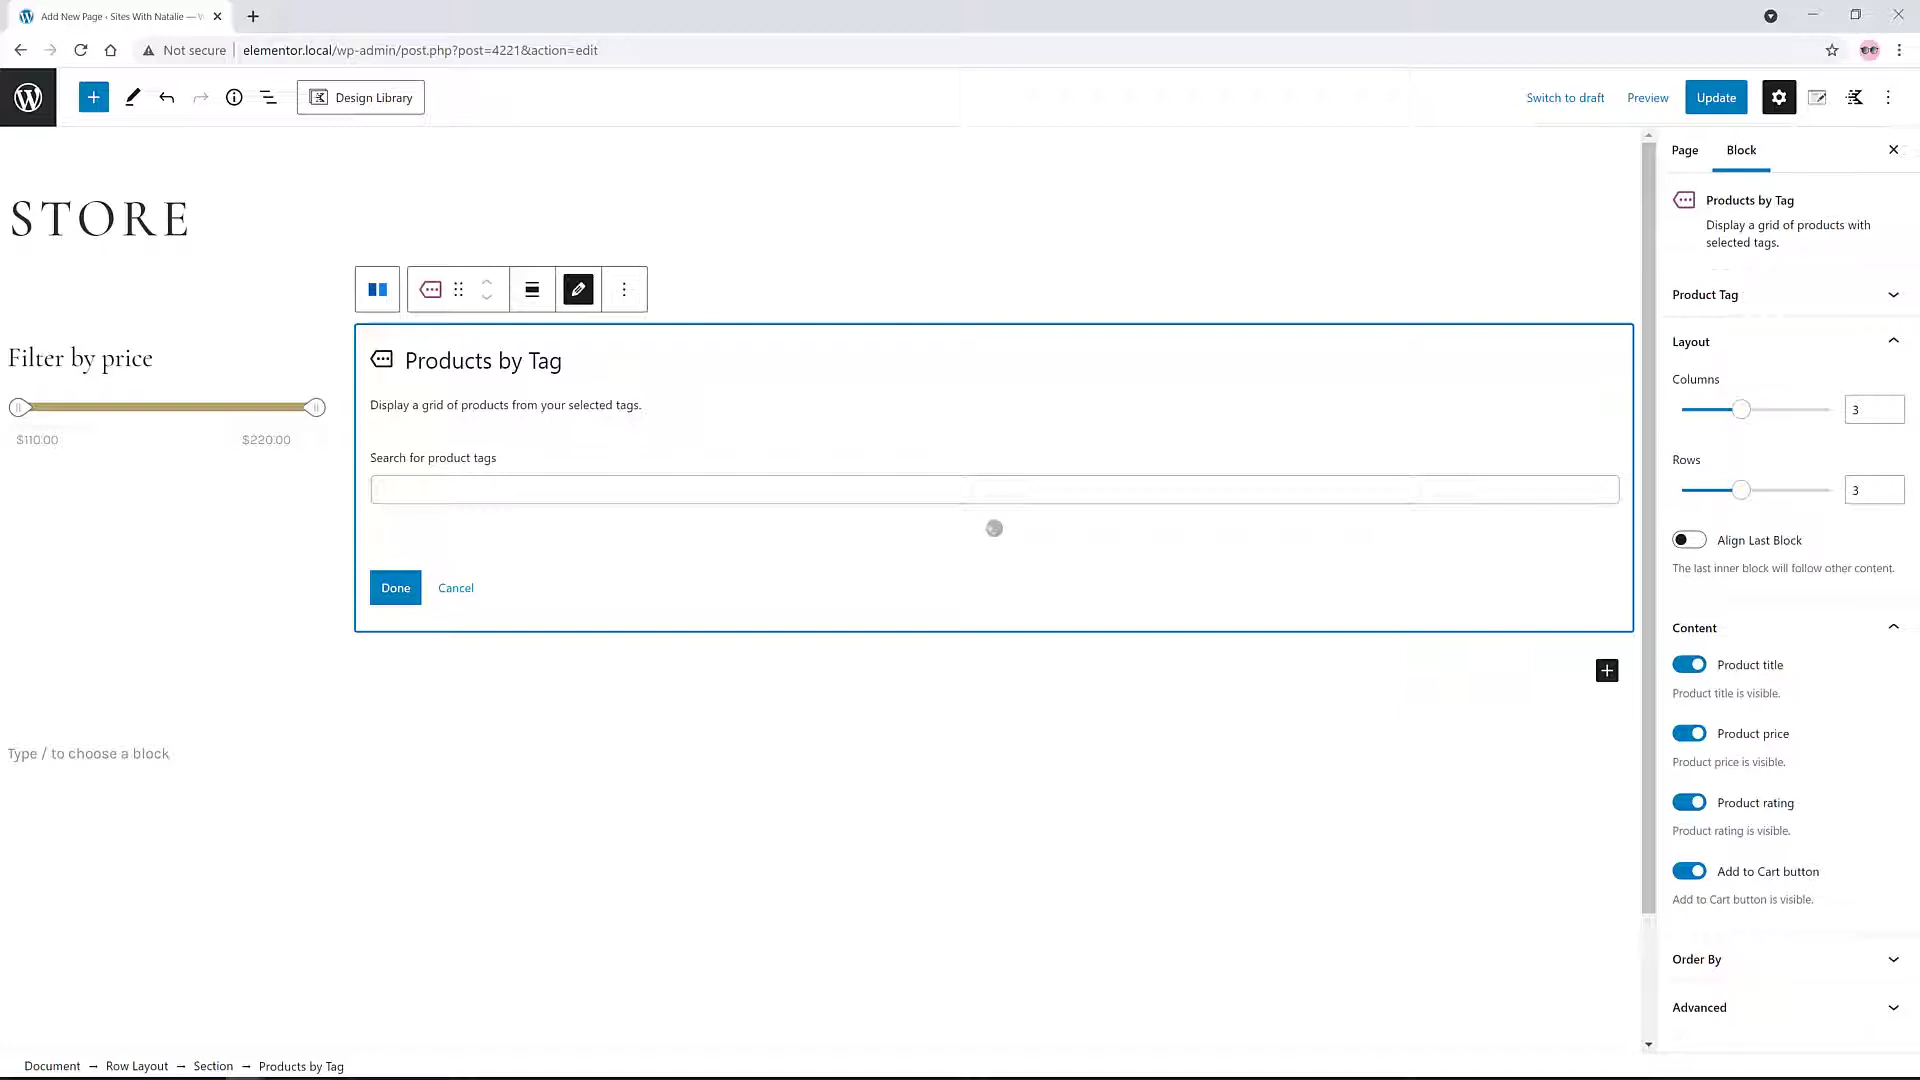 Add New Page ‹ Sites With Natalie —
Not secure
elementor.local/wp-admin/post.php?post=4221&action=edit
Design Library
Switch to draft
Preview
Update
STORE
Filter by price
$110.00
$220.00
Products by Tag
Display a grid of products from your selected tags.
Search for product tags
Done
Cancel
Type / to choose a block
Page
Block
Products by Tag
Display a grid of products with
selected tags.
Product Tag
Layout
Columns
3
Rows
3
Align Last Block
The last inner block will follow other content.
Content
Product title
Product title is visible.
Product price
Product price is visible.
Product rating
Product rating is visible.
Add to Cart button
Add to Cart button is visible.
Order By
Advanced
Document → Row Layout → Section → Products by Tag